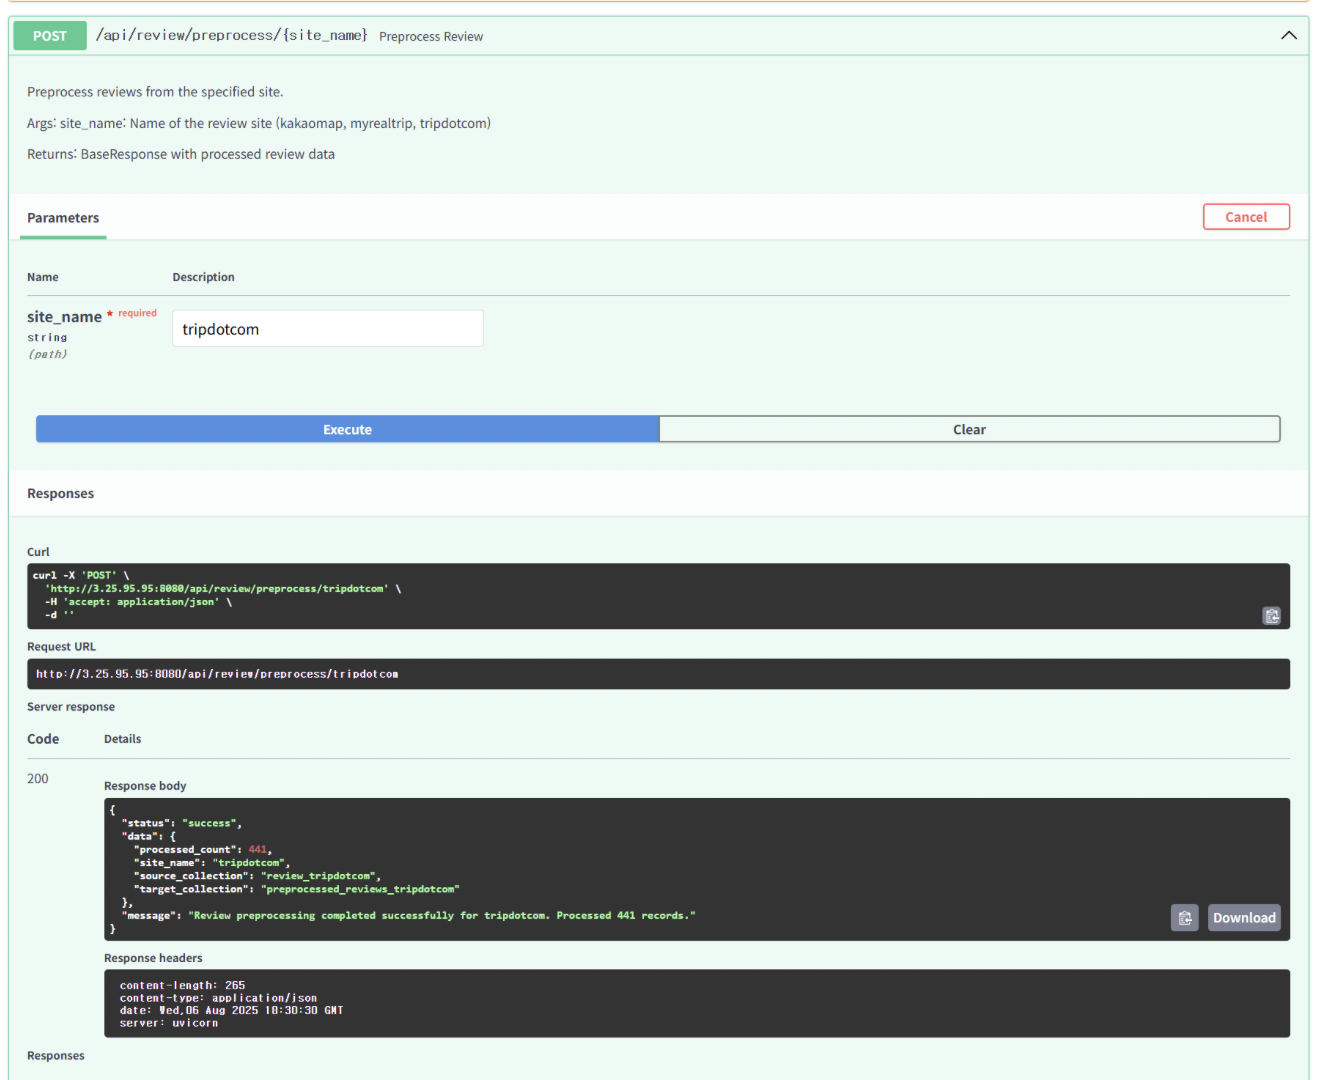 POST /api/review/preprocess/{site_name} Preprocess Review
Preprocess reviews from the specified site.
Args: site_name: Name of the review site (kakaomap, myrealtrip, tripdotcom)
Returns: BaseResponse with processed review data
Parameters
Cancel
Name Description
site_name * required
string
(path)
tripdotcom
Execute
Clear
Responses
Curl
curl -X 'POST' \
  'http://3.25.95.95:8080/api/review/preprocess/tripdotcom' \
  -H 'accept: application/json' \
  -d ''
Request URL
http://3.25.95.95:8080/api/review/preprocess/tripdotcom
Server response
Code Details
200
Response body
{
  "status": "success",
  "data": {
    "processed_count": 441,
    "site_name": "tripdotcom",
    "source_collection": "review_tripdotcom",
    "target_collection": "preprocessed_reviews_tripdotcom"
  },
  "message": "Review preprocessing completed successfully for tripdotcom. Processed 441 records."
}
Download
Response headers
content-length: 265
content-type: application/json
date: Wed,06 Aug 2025 18:30:30 GMT
server: uvicorn
Responses